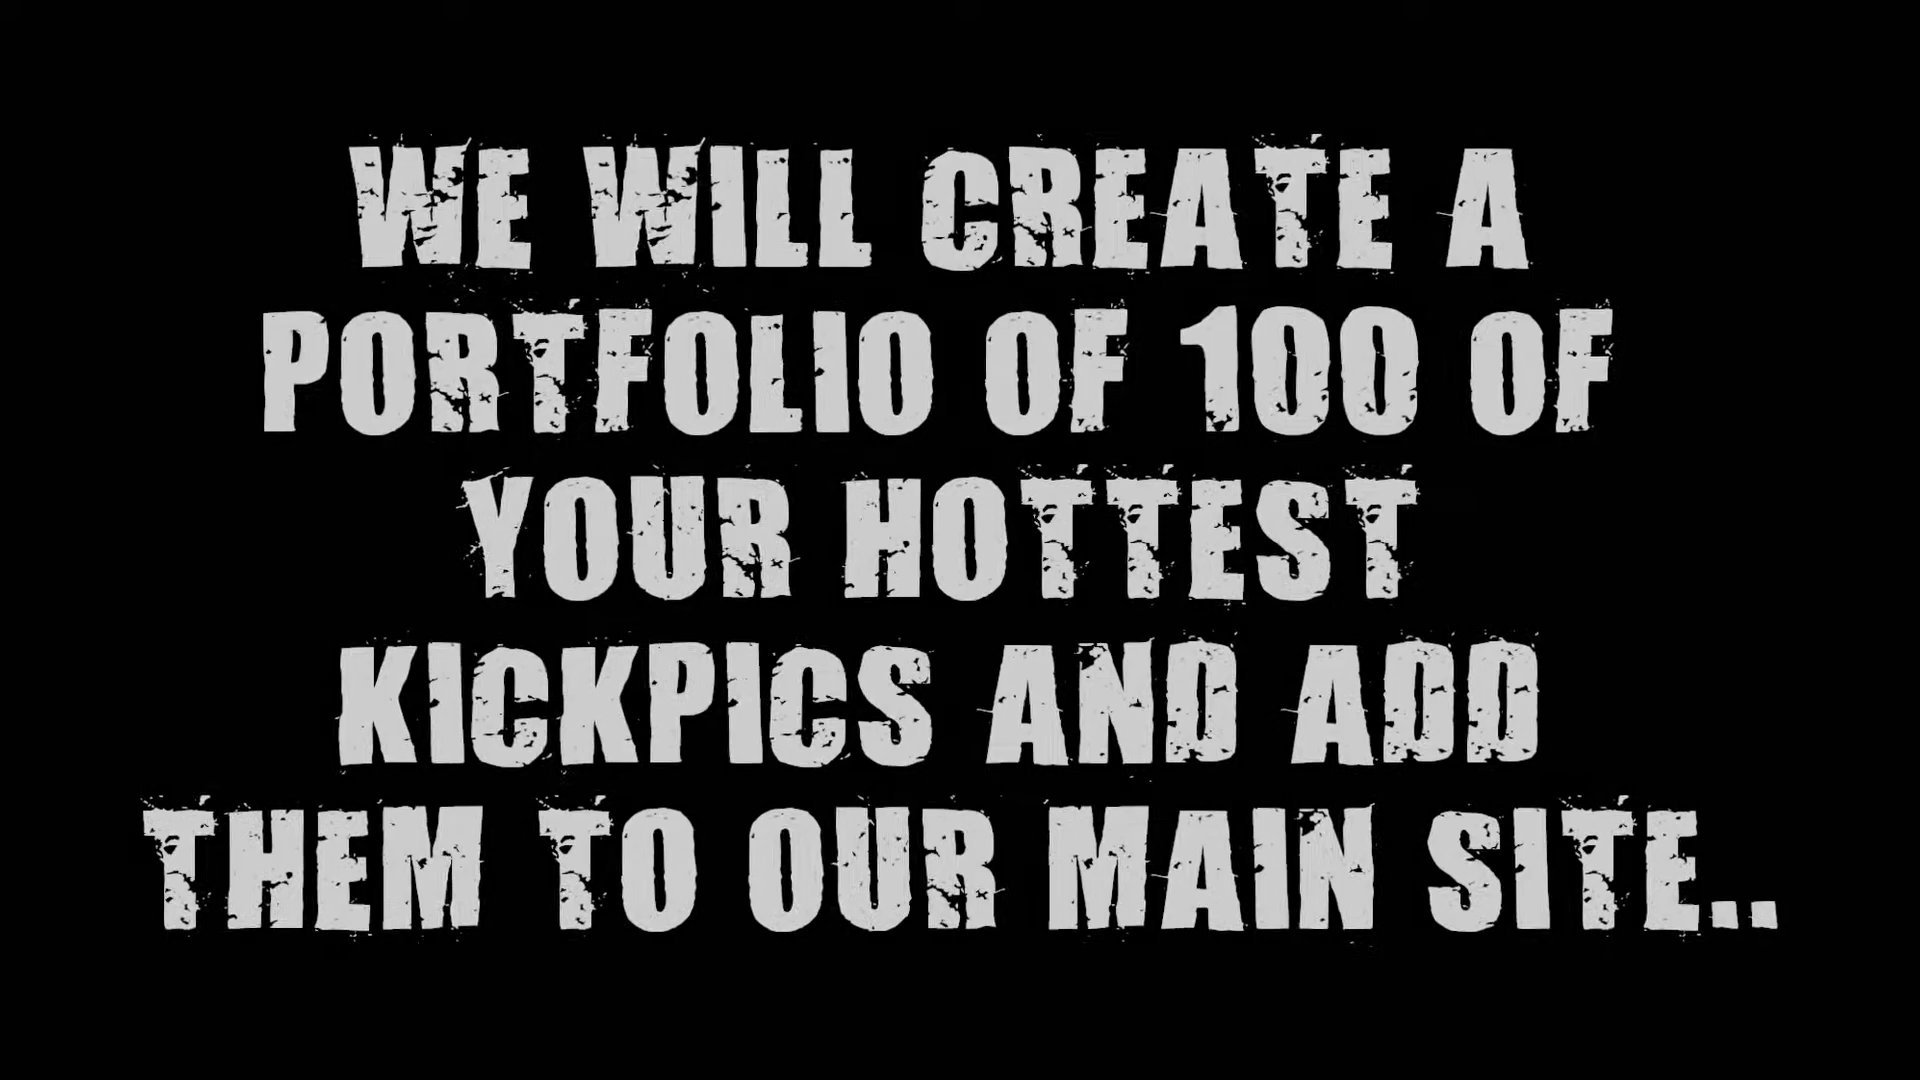 WE WILL CREATE A
PORTFOLIO OF 100 OF
YOUR HOTTEST
KICKPICS AND ADD
THEM TO OUR MAIN SITE..